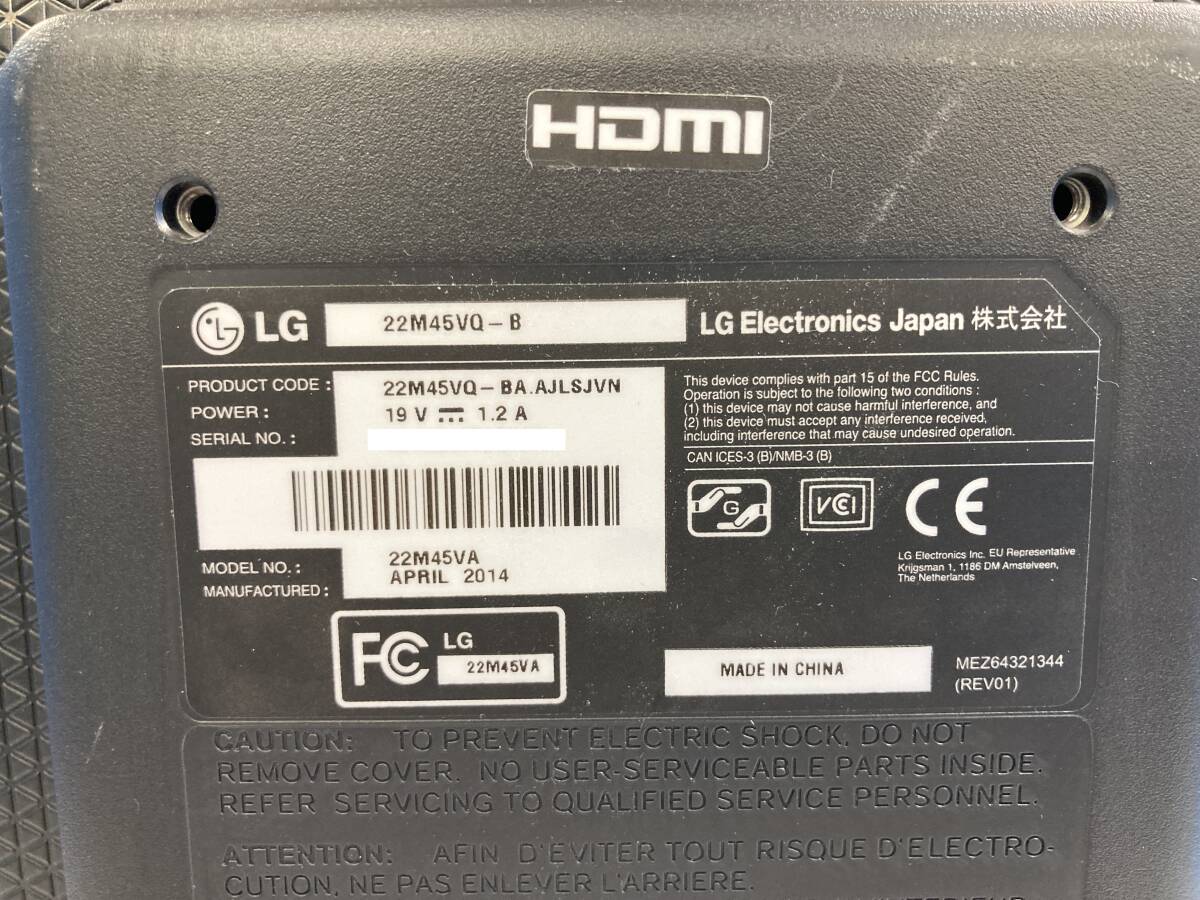 HDMI
LG 22M45VQ-B LG Electronics Japan 株式会社
PRODUCT CODE : 22M45VQ-BA.AJLSJVN
POWER : 19 V 1.2 A
SERIAL NO. :
MODEL NO. : 22M45VA
MANUFACTURED : APRIL 2014
FC LG
22M45VA
This device complies with part 15 of the FCC Rules.
Operation is subject to the following two conditions :
(1) this device may not cause harmful interference, and
(2) this device must accept any interference received,
including interference that may cause undesired operation.
CAN ICES-3 (B)/NMB-3 (B)
G VCI CE
LG Electronics Inc. EU Representative
Krijgsman 1, 1186 DM Amstelveen,
The Netherlands
MADE IN CHINA
MEZ64321344
(REV01)
CAUTION: TO PREVENT ELECTRIC SHOCK, DO NOT
REMOVE COVER. NO USER-SERVICEABLE PARTS INSIDE.
REFER SERVICING TO QUALIFIED SERVICE PERSONNEL.
ATTENTION: AFIN D'EVITER TOUT RISQUE D'ELECTRO-
CUTION, NE PAS ENLEVER L'ARRIERE.